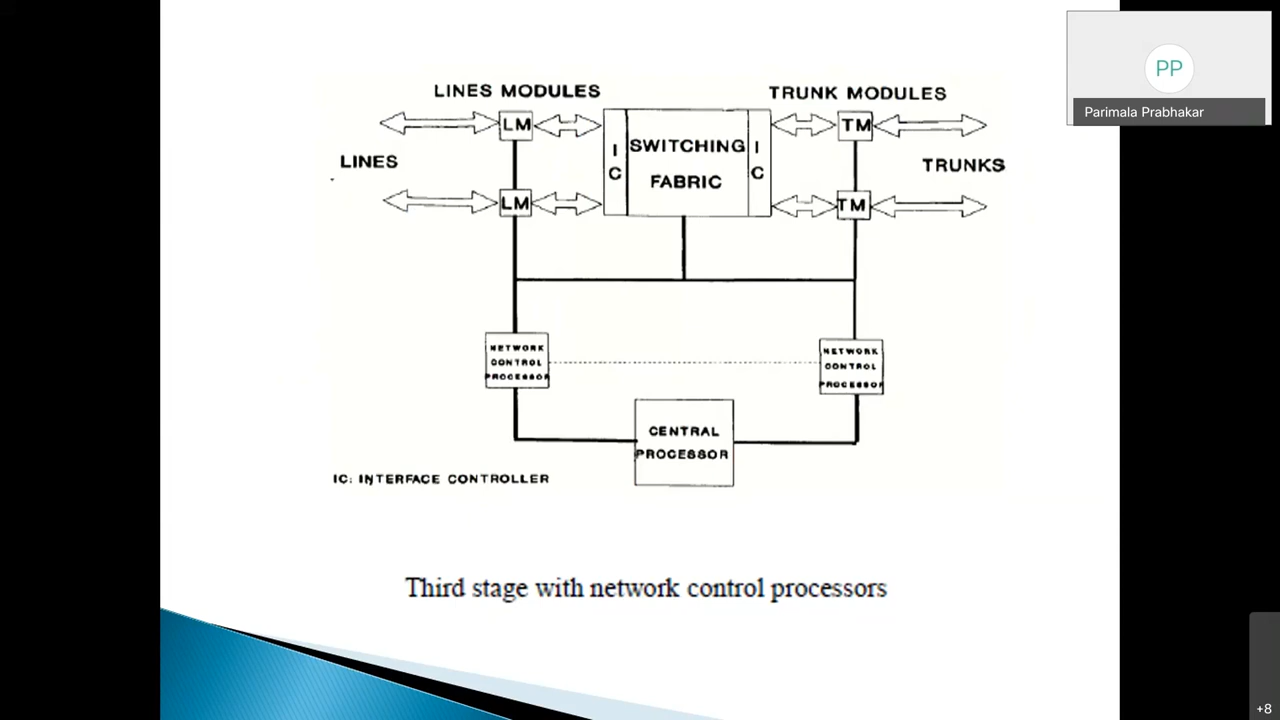 LINES MODULES
TRUNK MODULES
LM
LM
I
C
SWITCHING
FABRIC
I
C
TM
TM
LINES
TRUNKS
NETWORK
CONTROL
PROCESSOR
NETWORK
CONTROL
PROCESSOR
CENTRAL
PROCESSOR
IC: INTERFACE CONTROLLER
Third stage with network control processors
PP
Parimala Prabhakar
+8